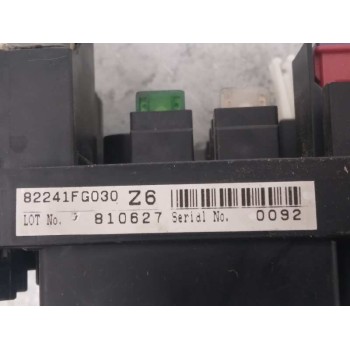 82241FG030 Z6
LOT No. 810627 Serial No. 0092